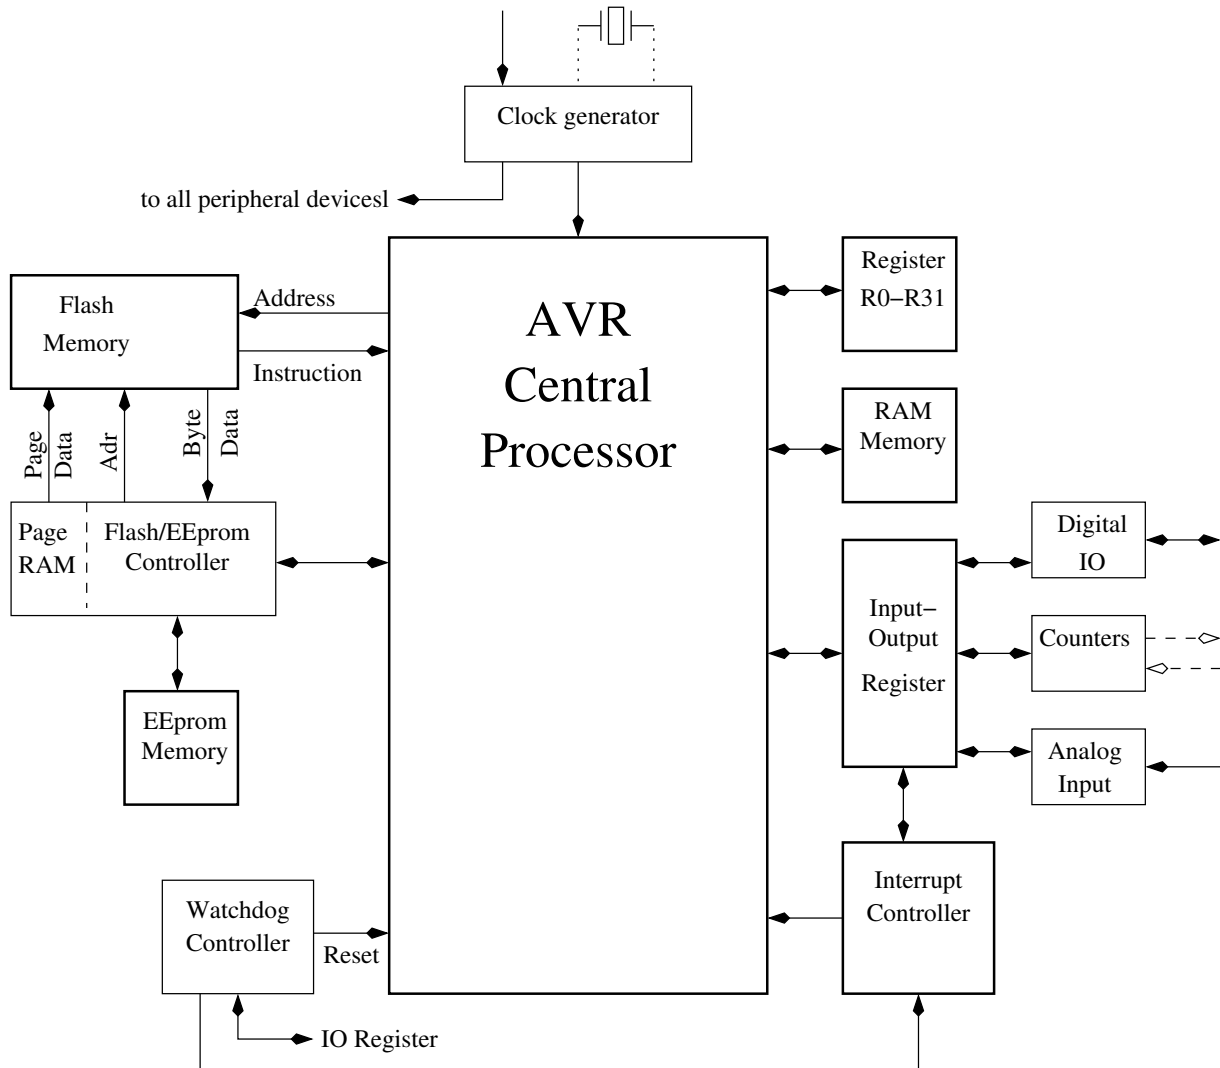 Clock generator
to all peripheral devicesl
AVR
Central
Processor
Register
R0−R31
Flash
Memory
Address
Instruction
Page
Data
Adr
Byte
Data
RAM
Memory
Page
RAM
Flash/EEprom
Controller
Digital
IO
Input−
Output
Register
Counters
EEprom
Memory
Analog
Input
Interrupt
Controller
Watchdog
Controller
Reset
IO Register